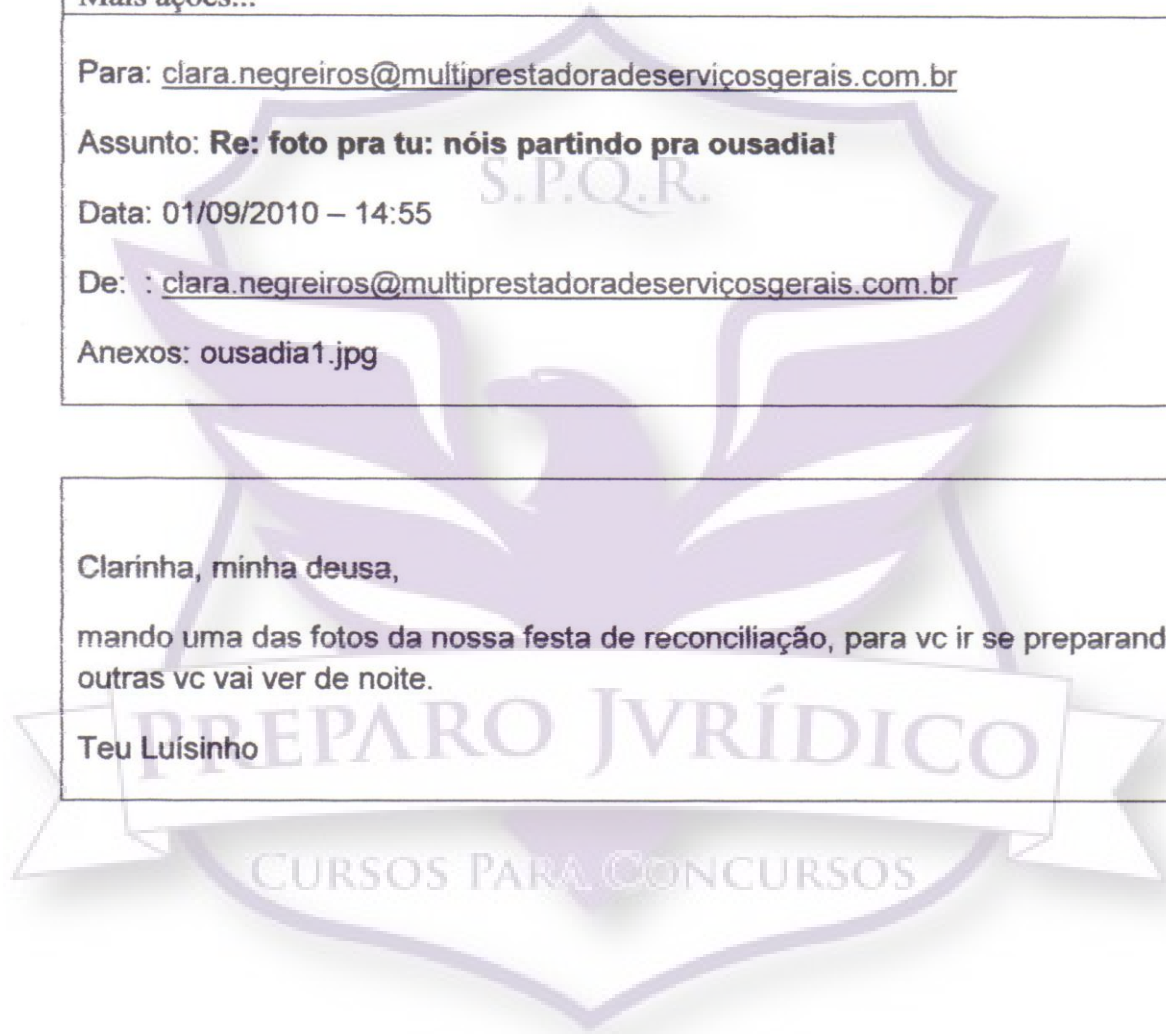 Mais ações...
Para: clara.negreiros@multiprestadoradeserviçosgerais.com.br
Assunto: Re: foto pra tu: nóis partindo pra ousadia!
S.P.Q.R.
Data: 01/09/2010 – 14:55
De: : clara.negreiros@multiprestadoradeserviçosgerais.com.br
Anexos: ousadia1.jpg
Clarinha, minha deusa,
mando uma das fotos da nossa festa de reconciliação, para vc ir se preparand
outras vc vai ver de noite.
Teu Luísinho
PREPARO JVRÍDICO
CURSOS PARA CONCURSOS